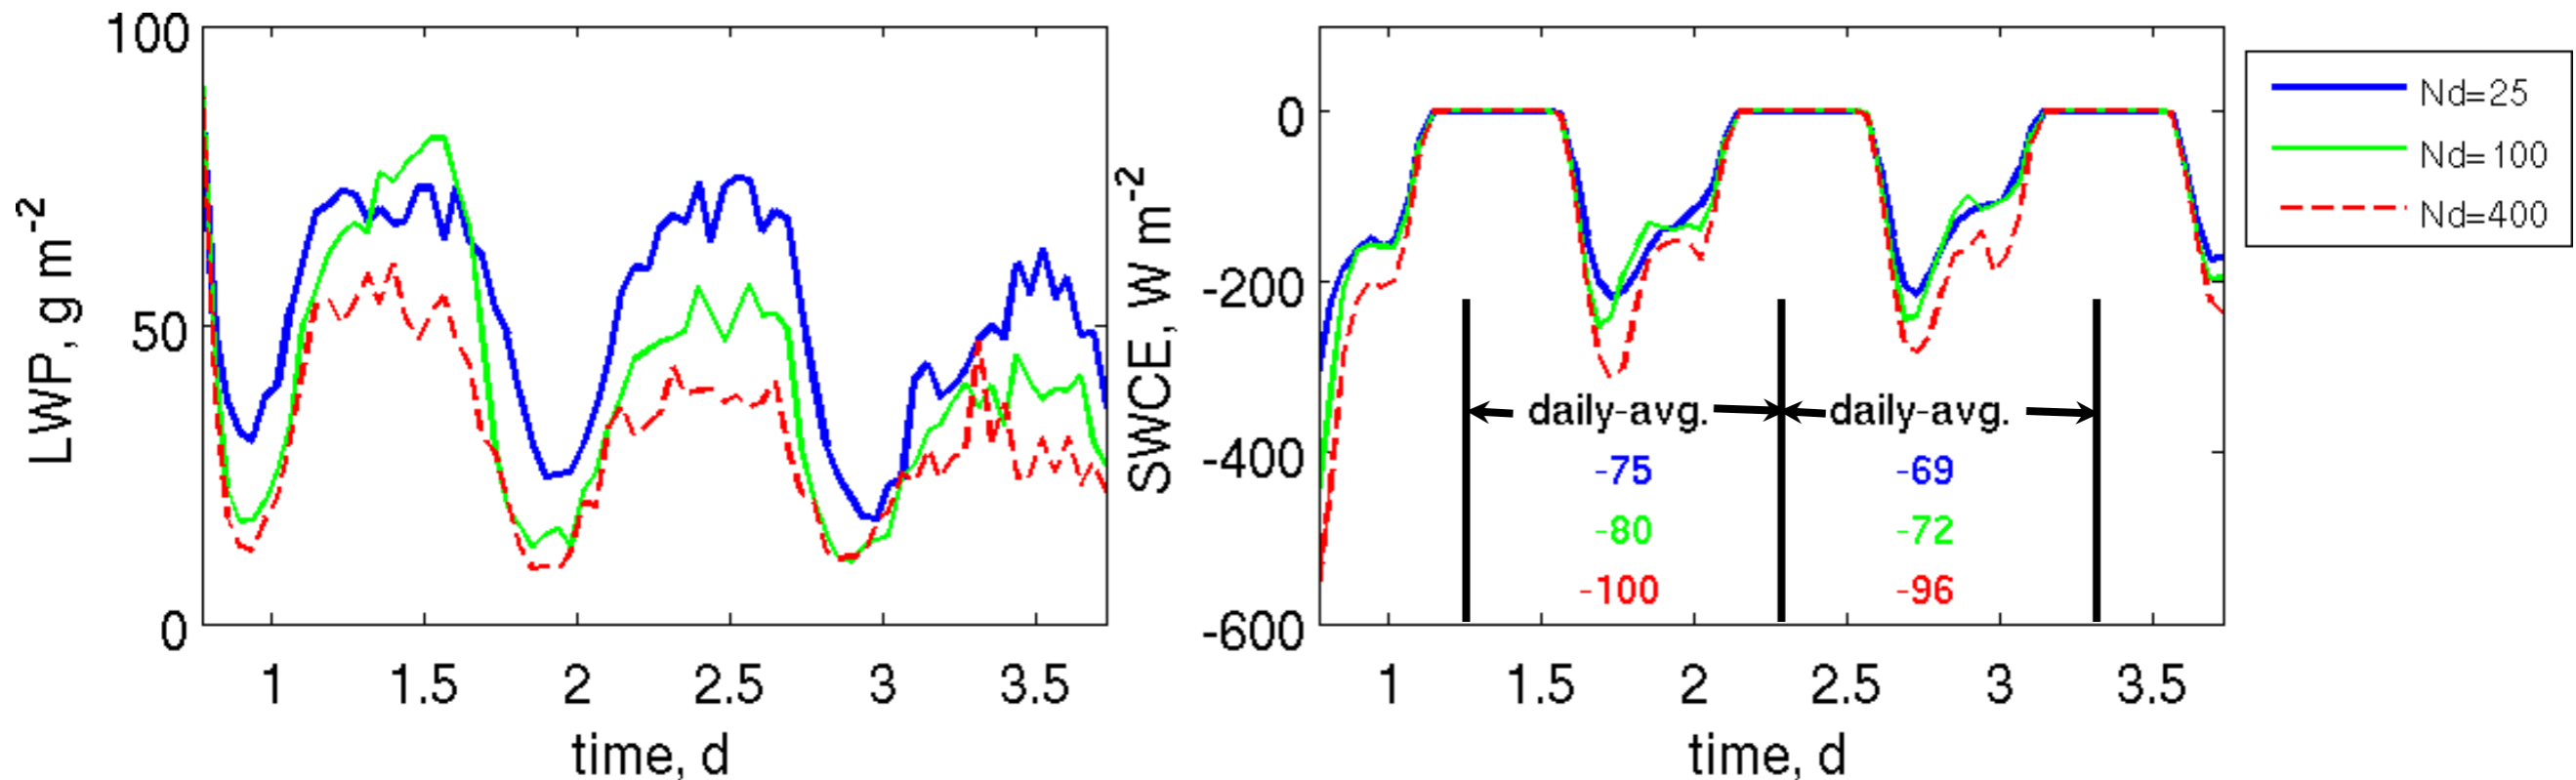 100
50
0
LWP, g m⁻²
1 1.5 2 2.5 3 3.5
time, d
0
-200
-400
-600
SWCE, W m⁻²
daily-avg. daily-avg.
-75 -69
-80 -72
-100 -96
1 1.5 2 2.5 3 3.5
time, d
Nd=25
Nd=100
Nd=400